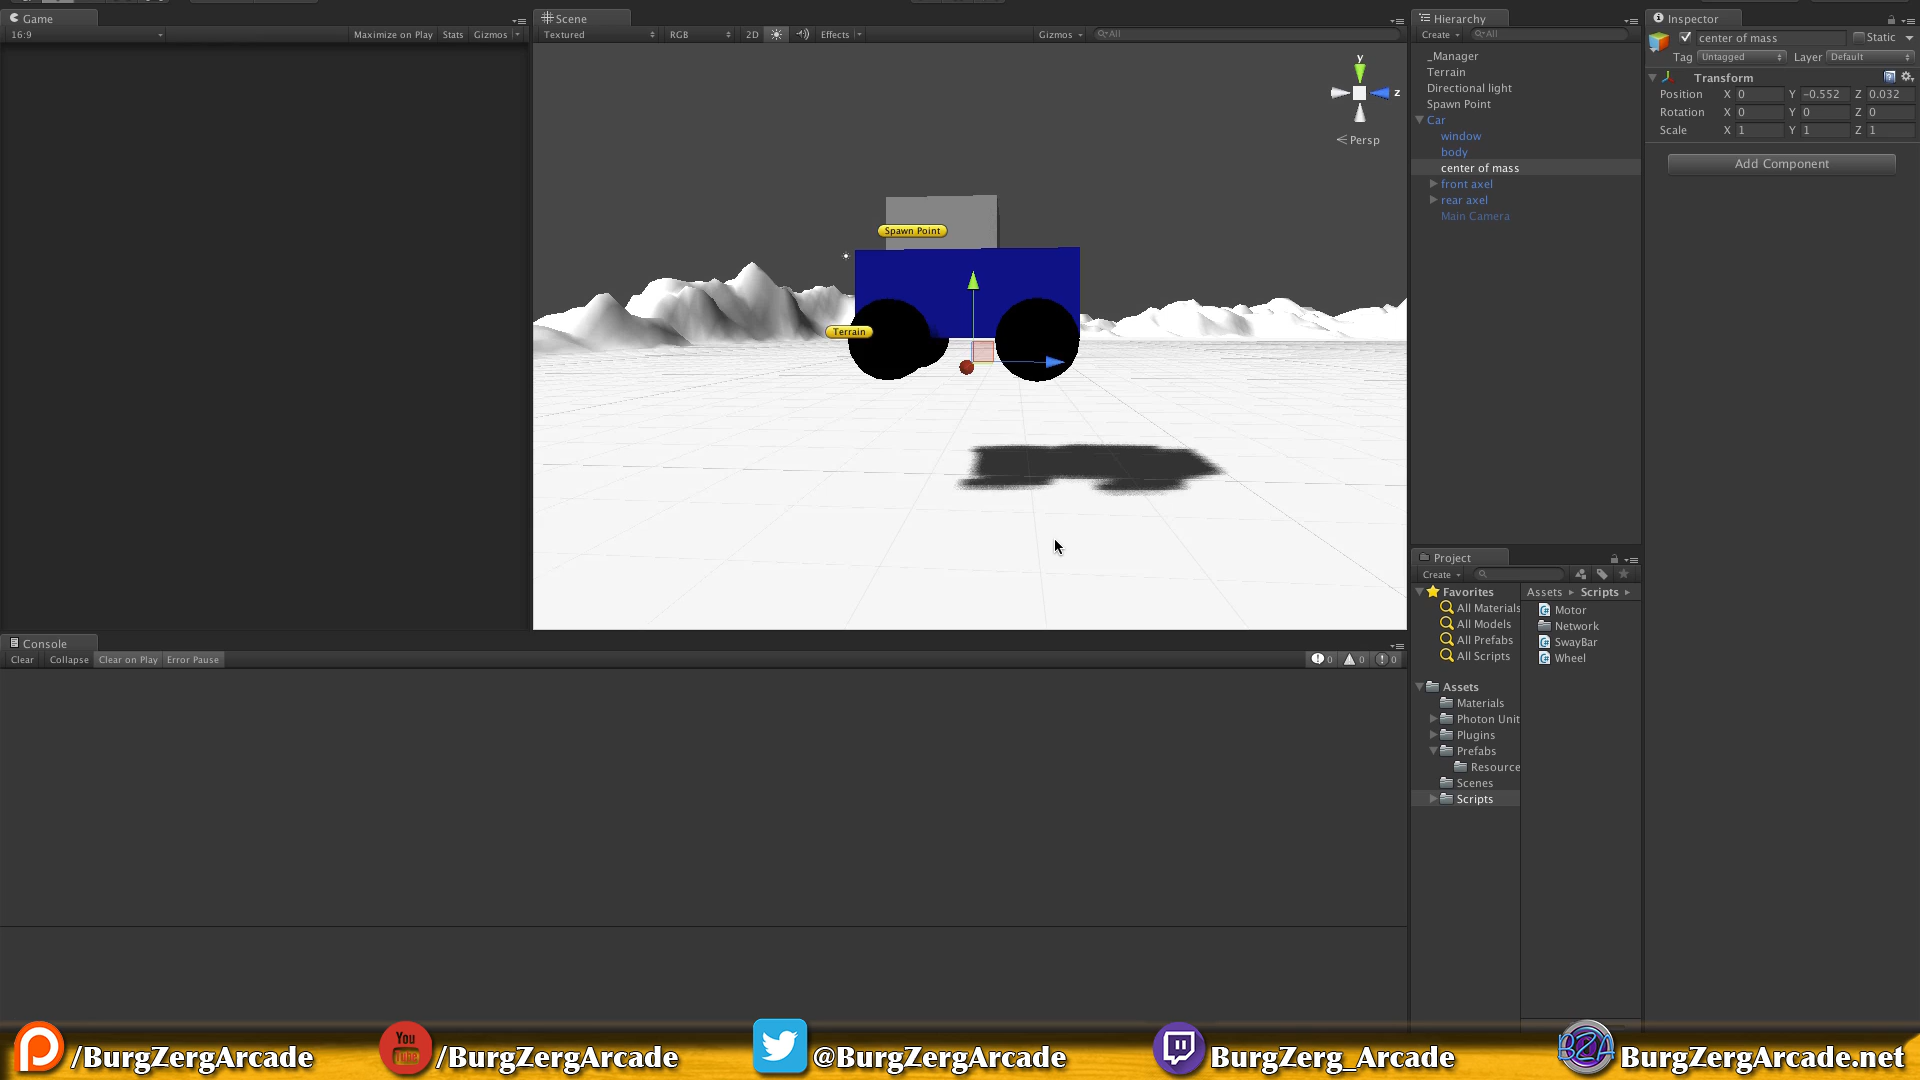 Game
16:9
Maximize on Play Stats Gizmos
Scene
Textured RGB 2D Effects Gizmos All
y
z
Persp
Spawn Point
Terrain
Console
Clear Collapse Clear on Play Error Pause 0 0 0
Hierarchy
Create All
_Manager
Terrain
Directional light
Spawn Point
Car
window
body
center of mass
front axel
rear axel
Main Camera
Project
Create
Favorites
All Materials
All Models
All Prefabs
All Scripts
Assets
Materials
Photon Unit
Plugins
Prefabs
Resource
Scenes
Scripts
Assets Scripts
Motor
Network
SwayBar
Wheel
Inspector
center of mass Static
Tag Untagged Layer Default
Transform
Position X 0 Y -0.552 Z 0.032
Rotation X 0 Y 0 Z 0
Scale X 1 Y 1 Z 1
Add Component
/BurgZergArcade
You Tube
/BurgZergArcade
@BurgZergArcade
BurgZerg_Arcade
BZA
BurgZergArcade.net